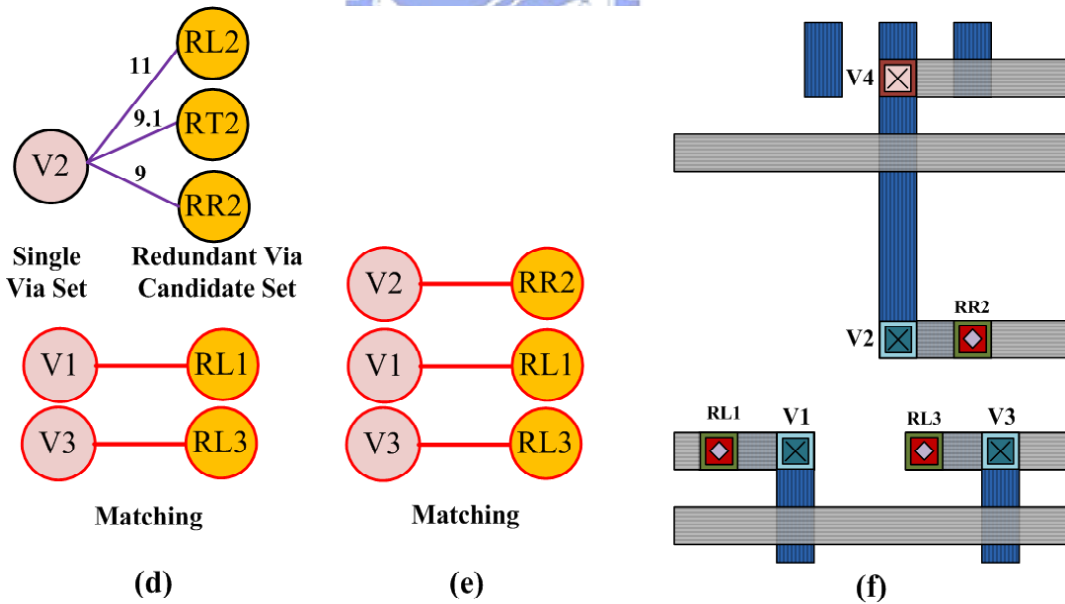 RL2
11
RT2
9.1
V2
9
RR2
Single
Via Set
Redundant Via
Candidate Set
V1
RL1
V3
RL3
Matching
(d)
V2
RR2
V1
RL1
V3
RL3
Matching
(e)
V4
RR2
V2
RL1
V1
RL3
V3
(f)